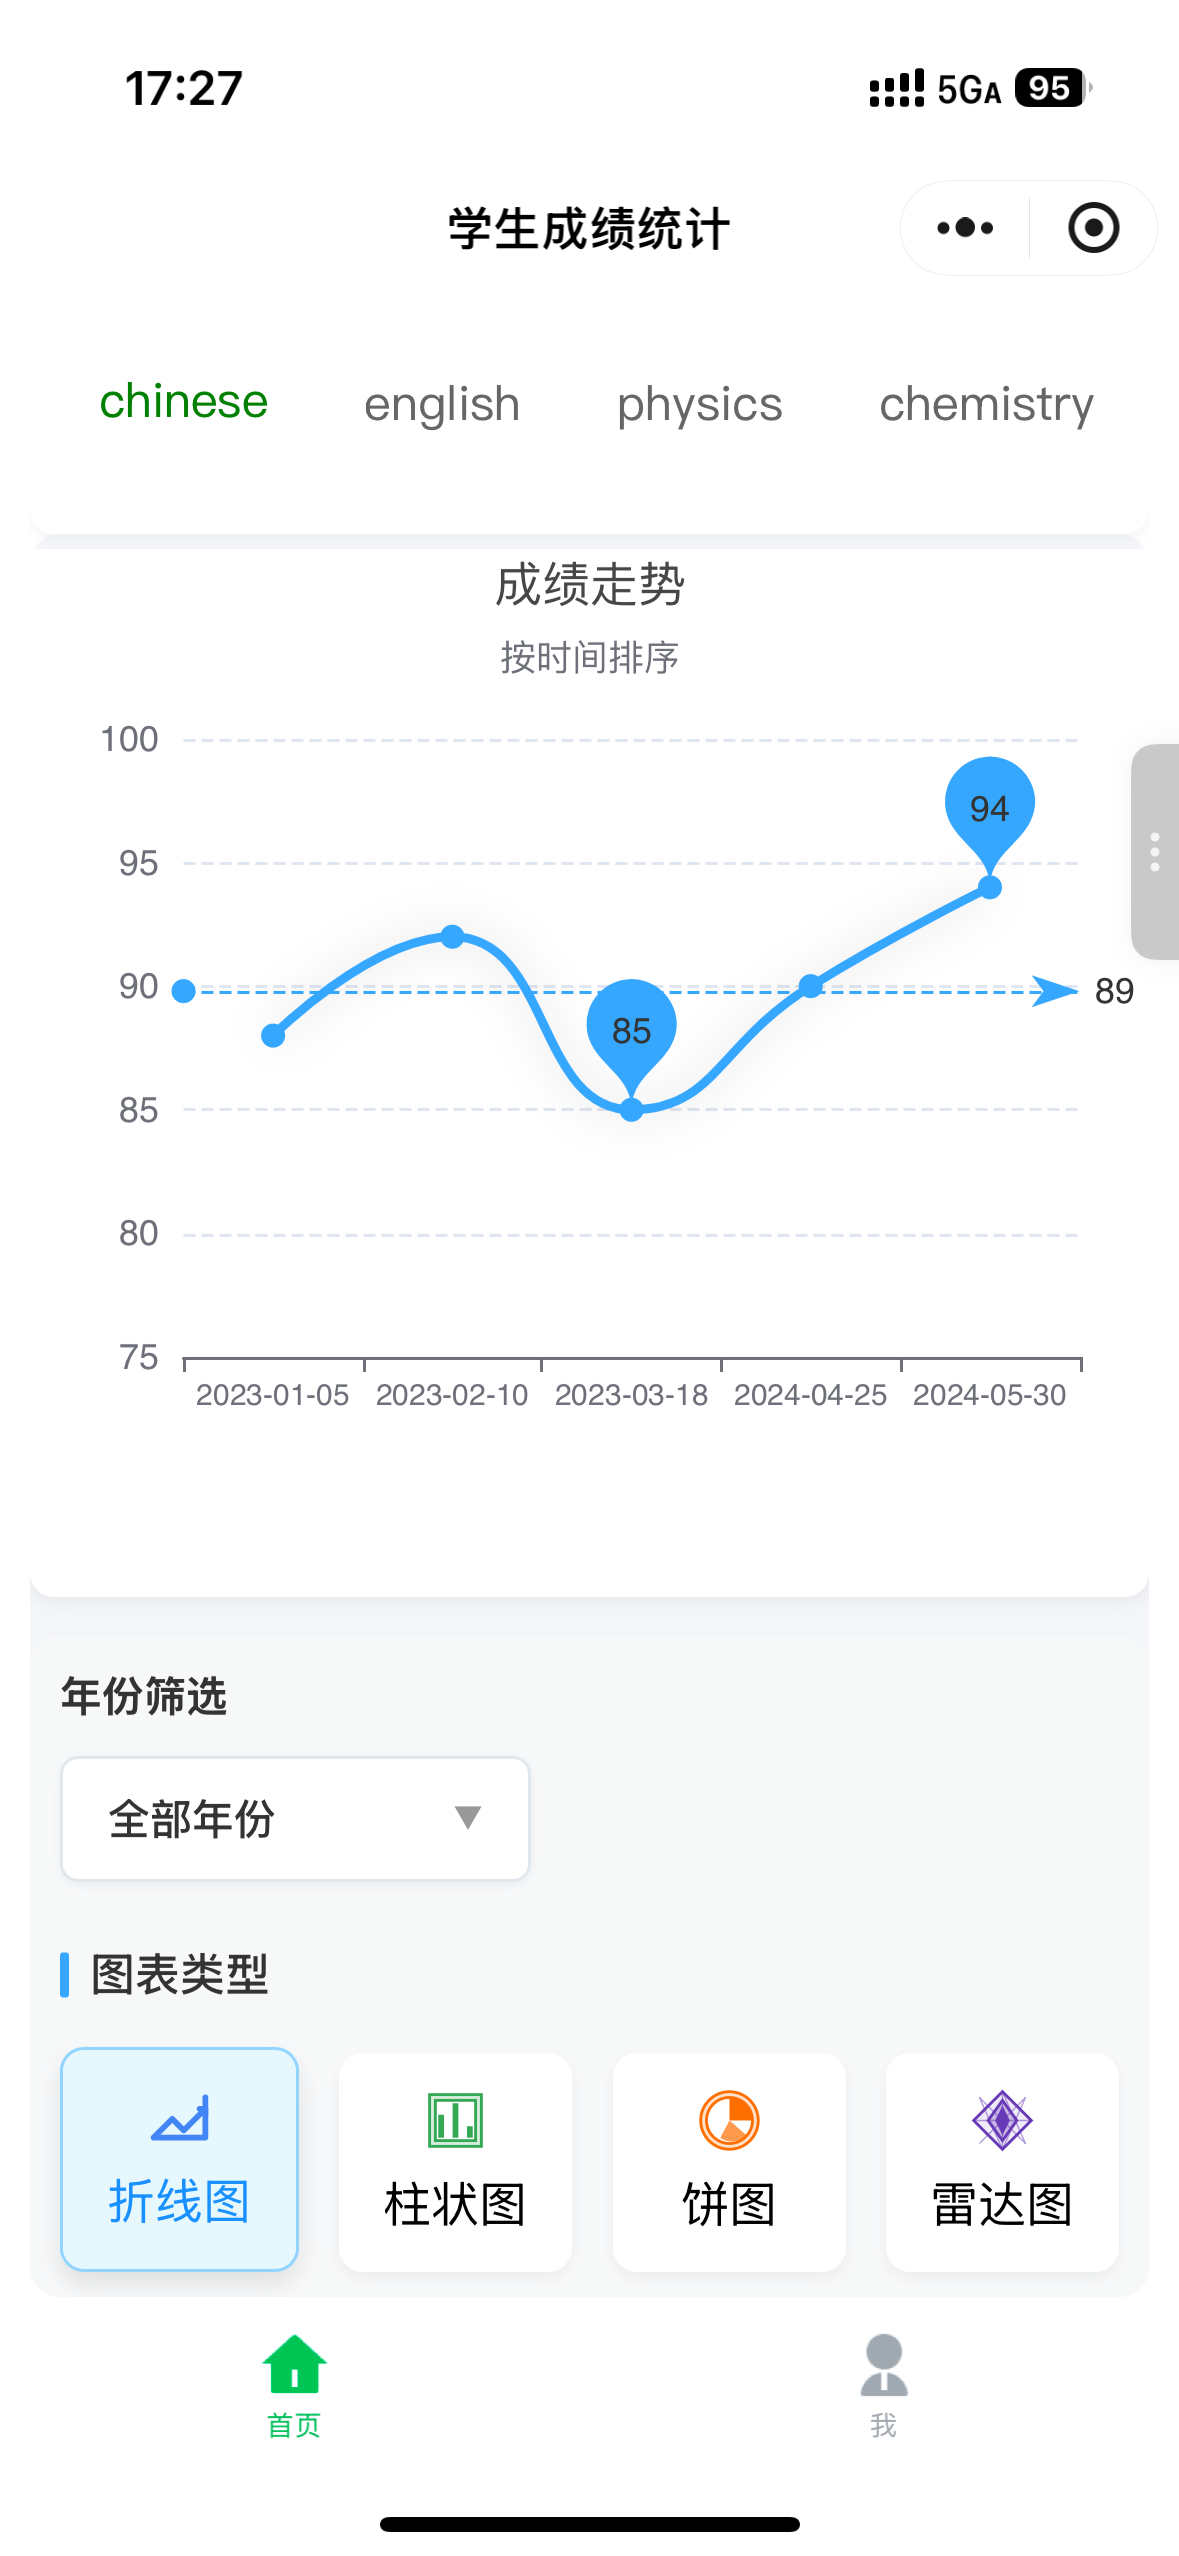 17:27
5GA 95
学生成绩统计
chinese english physics chemistry
成绩走势
按时间排序
100
95
90
85
80
75
94
85
89
2023-01-05 2023-02-10 2023-03-18 2024-04-25 2024-05-30
年份筛选
全部年份
图表类型
折线图 柱状图 饼图 雷达图
首页 我